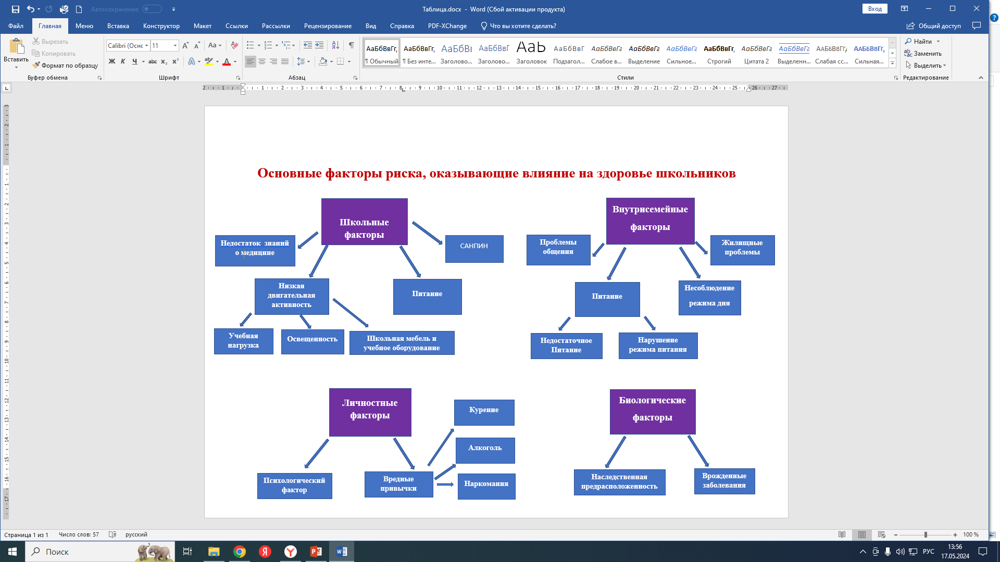 Автосохранение
Таблица.docx - Word (Сбой активации продукта)
Вход
Файл Главная Меню Вставка Конструктор Макет Ссылки Рассылки Рецензирование Вид Справка PDF-XChange Что вы хотите сделать? Общий доступ
Вставить
Вырезать
Копировать
Формат по образцу
Буфер обмена
Calibri (Оснс 11
Шрифт
Абзац
АаБбВвГг, АаБбВвГг, АаБбВв АаБбВвГ АаЬ АаБбВвГ АаБбВвГг АаБбВвГг АаБбВвГг АаБбВвГг, АаБбВвГг АаБбВвГг ААББВВГГ, ААББВВГГ,
¶ Обычный ¶ Без инте... Заголово... Заголово... Заголовок Подзагол... Слабое в... Выделение Сильное... Строгий Цитата 2 Выделенн... Слабая сс... Сильная...
Стили
Найти
Заменить
Выделить
Редактирование
Основные факторы риска, оказывающие влияние на здоровье школьников
Школьные
факторы
Недостаток знаний
о медицине
САНПИН
Низкая
двигательная
активность
Питание
Учебная
нагрузка
Освещенность
Школьная мебель и
учебное оборудование
Внутрисемейные
факторы
Проблемы
общения
Жилищные
проблемы
Питание
Несоблюдение
режима дня
Недостаточное
Питание
Нарушение
режима питания
Личностные
факторы
Психологический
фактор
Вредные
привычки
Курение
Алкоголь
Наркомания
Биологические
факторы
Наследственная
предрасположенность
Врожденные
заболевания
Страница 1 из 1 Число слов: 57 русский
100 %
Поиск
РУС
13:56
17.05.2024